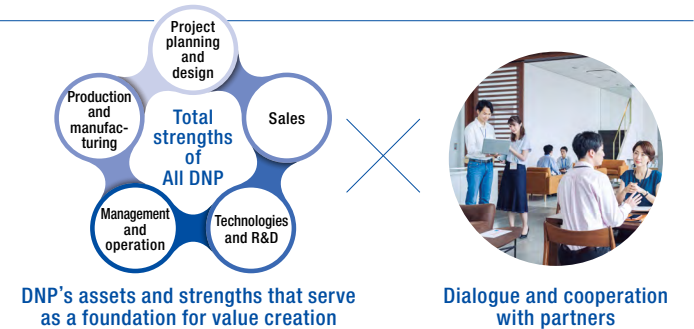 Project
planning
and
design
Production
and
manufac-
turing
Total
strengths
of
All DNP
Sales
Management
and
operation
Technologies
and R&D
DNP's assets and strengths that serve
as a foundation for value creation
Dialogue and cooperation
with partners